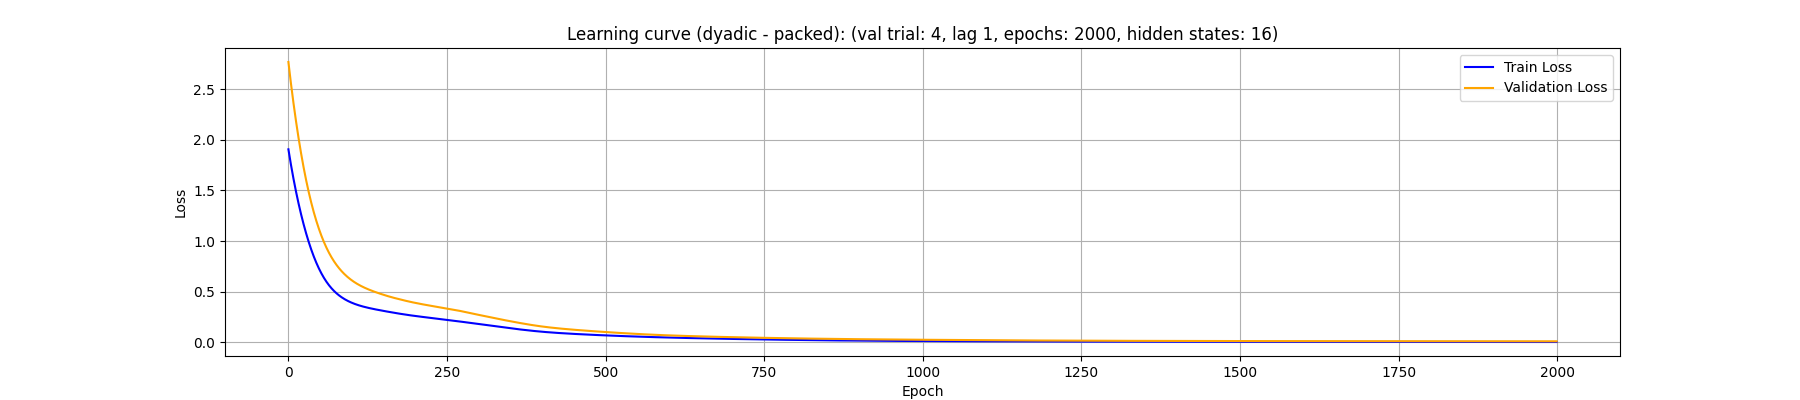 Learning curve (dyadic - packed): (val trial: 4, lag 1, epochs: 2000, hidden states: 16)
Train Loss
Validation Loss
2.5
2.0
1.5
1.0
0.5
0.0
Loss
0 250 500 750 1000 1250 1500 1750 2000
Epoch